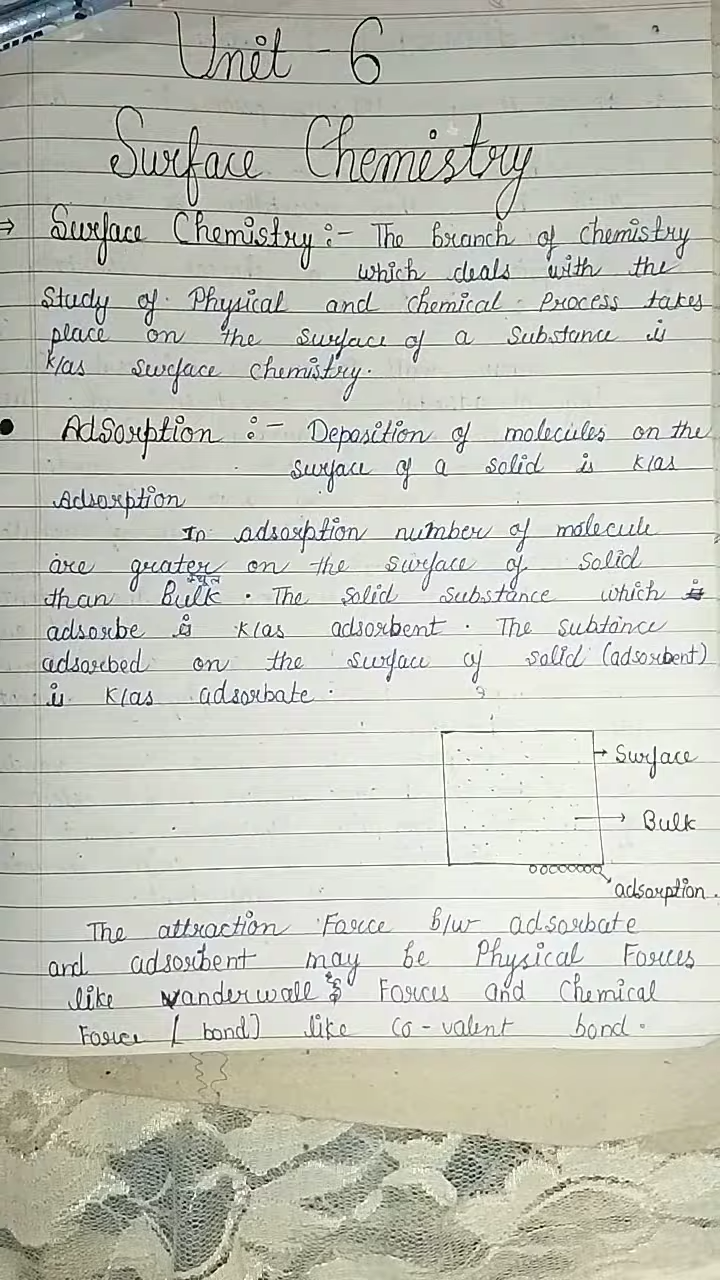 Unit - 6
Surface Chemistry
→ Surface Chemistry :- The branch of chemistry
which deals with the
Study of Physical and chemical Process takes
place on the surface of a substance is
k/as surface chemistry.
• Adsorption :- Deposition of molecules on the
surface of a solid is k/as
Adsorption
In adsorption number of molecule
are greater on the surface of solid
than Bulk. The solid substance which is
adsorbe is k/as adsorbent. The subtance
adsorbed on the surface of solid (adsorbent)
is k/as adsorbate.
→ Surface
→ Bulk
adsorption.
The attraction Force b/w adsorbate
and adsorbent may be Physical Forces
like vanderwall's Forces and Chemical
Force [bond] like co-valent bond.